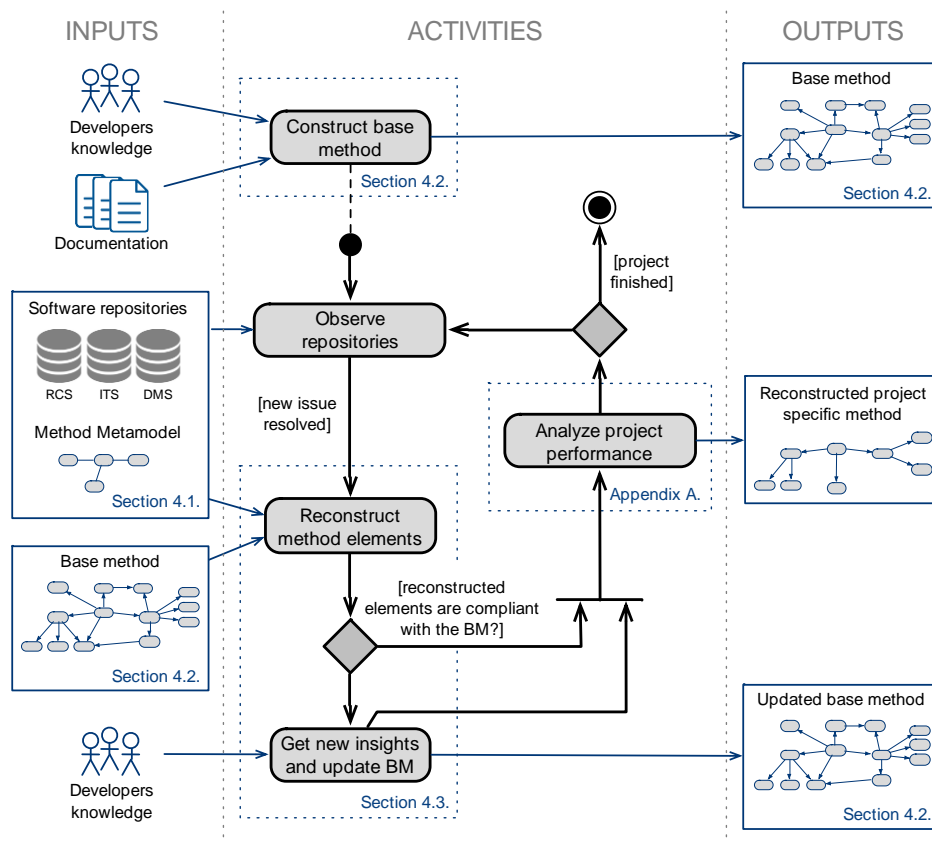 INPUTS
ACTIVITIES
OUTPUTS
Developers
knowledge
Documentation
Construct base
method
Section 4.2.
Base method
Section 4.2.
[project
finished]
Software repositories
RCS
ITS
DMS
Method Metamodel
Section 4.1.
Observe
repositories
[new issue
resolved]
Analyze project
performance
Appendix A.
Reconstructed project
specific method
Reconstruct
method elements
Base method
Section 4.2.
[reconstructed
elements are compliant
with the BM?]
Developers
knowledge
Get new insights
and update BM
Section 4.3.
Updated base method
Section 4.2.